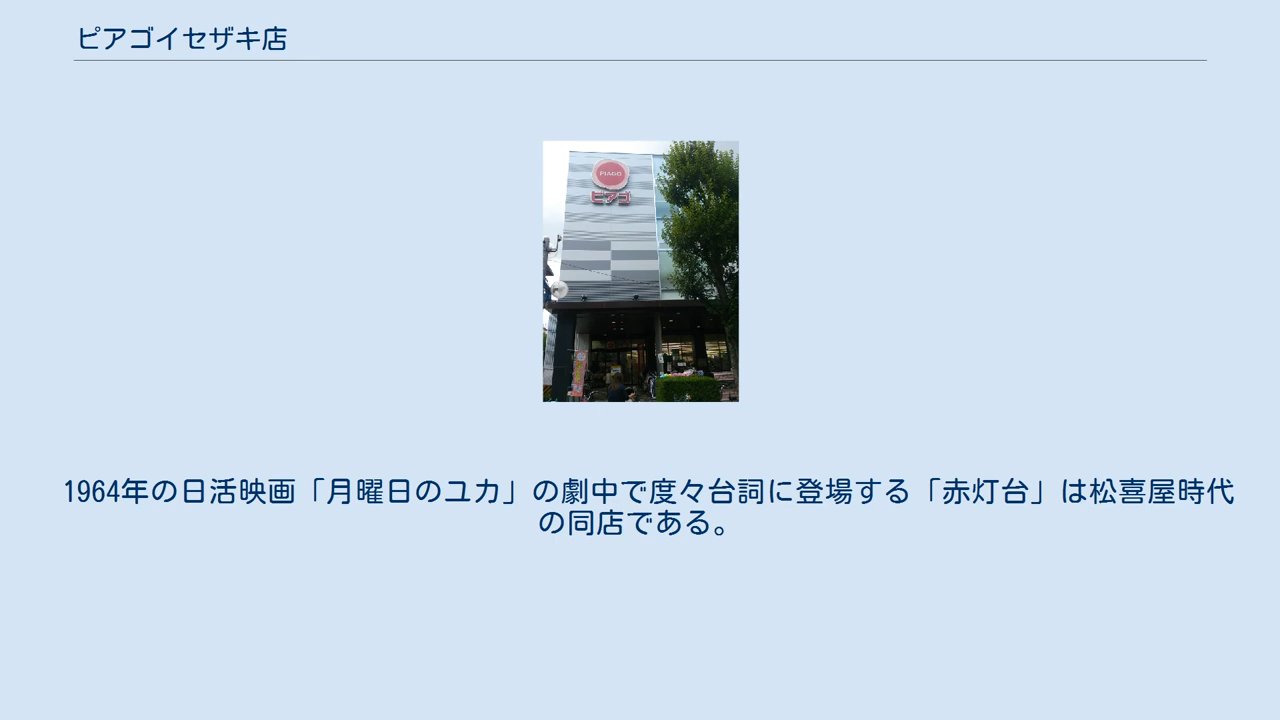 ピアゴイセザキ店
PIAGO
ピアゴ
1964年の日活映画「月曜日のユカ」の劇中で度々台詞に登場する「赤灯台」は松喜屋時代
の同店である。